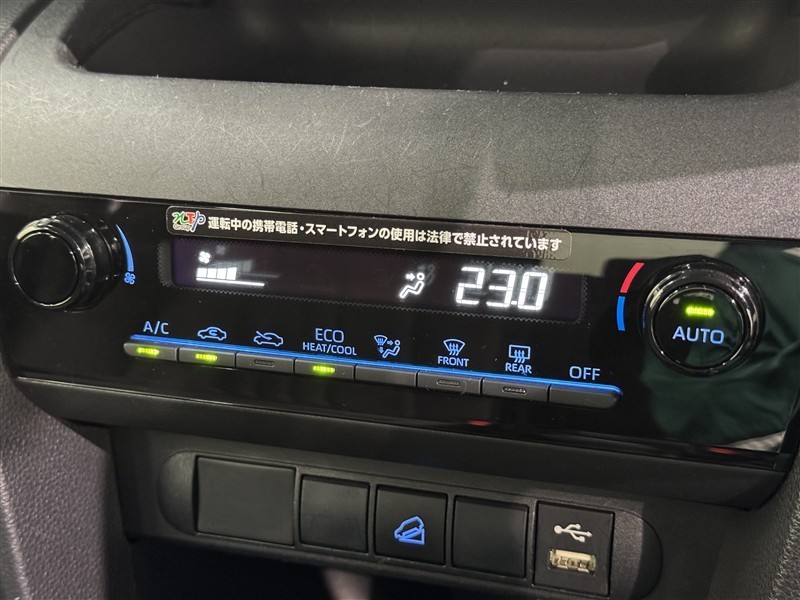 運転中の携帯電話・スマートフォンの使用は法律で禁止されています
23.0
A/C
ECO
HEAT/COOL
FRONT
REAR
OFF
AUTO